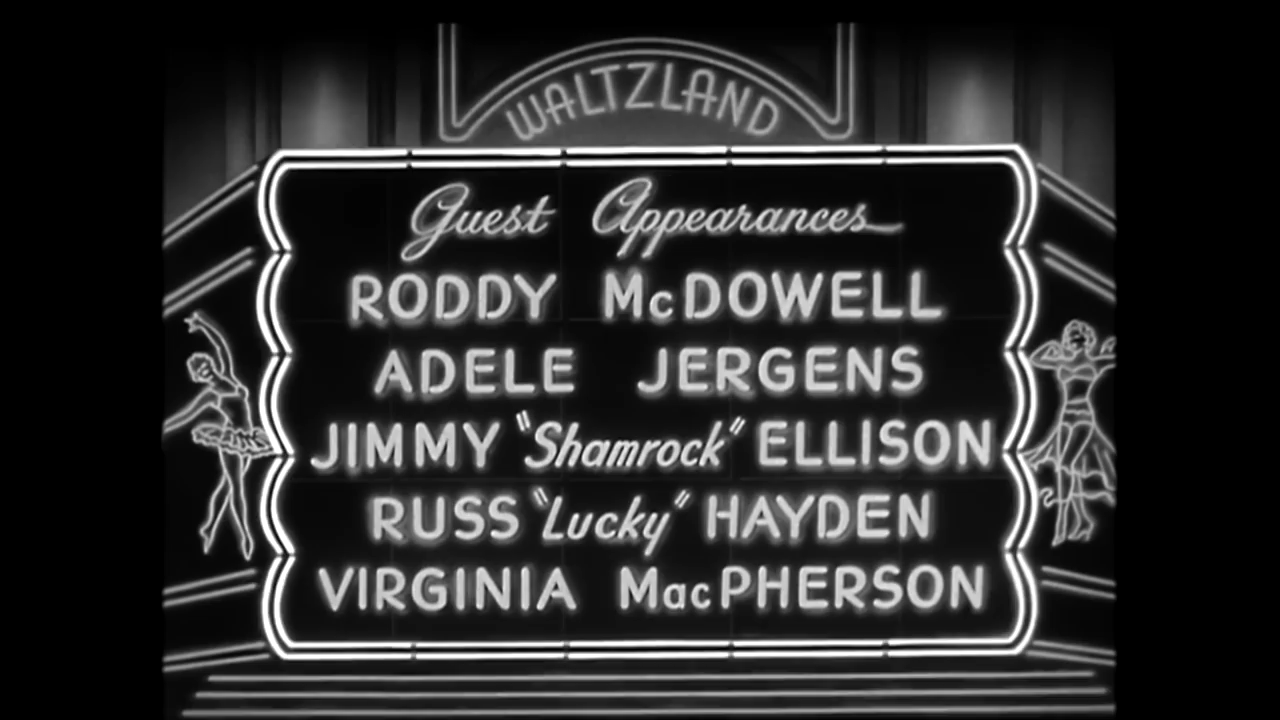 WALTZLAND
Guest Appearances
RODDY McDOWELL
ADELE JERGENS
JIMMY "Shamrock" ELLISON
RUSS "Lucky" HAYDEN
VIRGINIA MacPHERSON